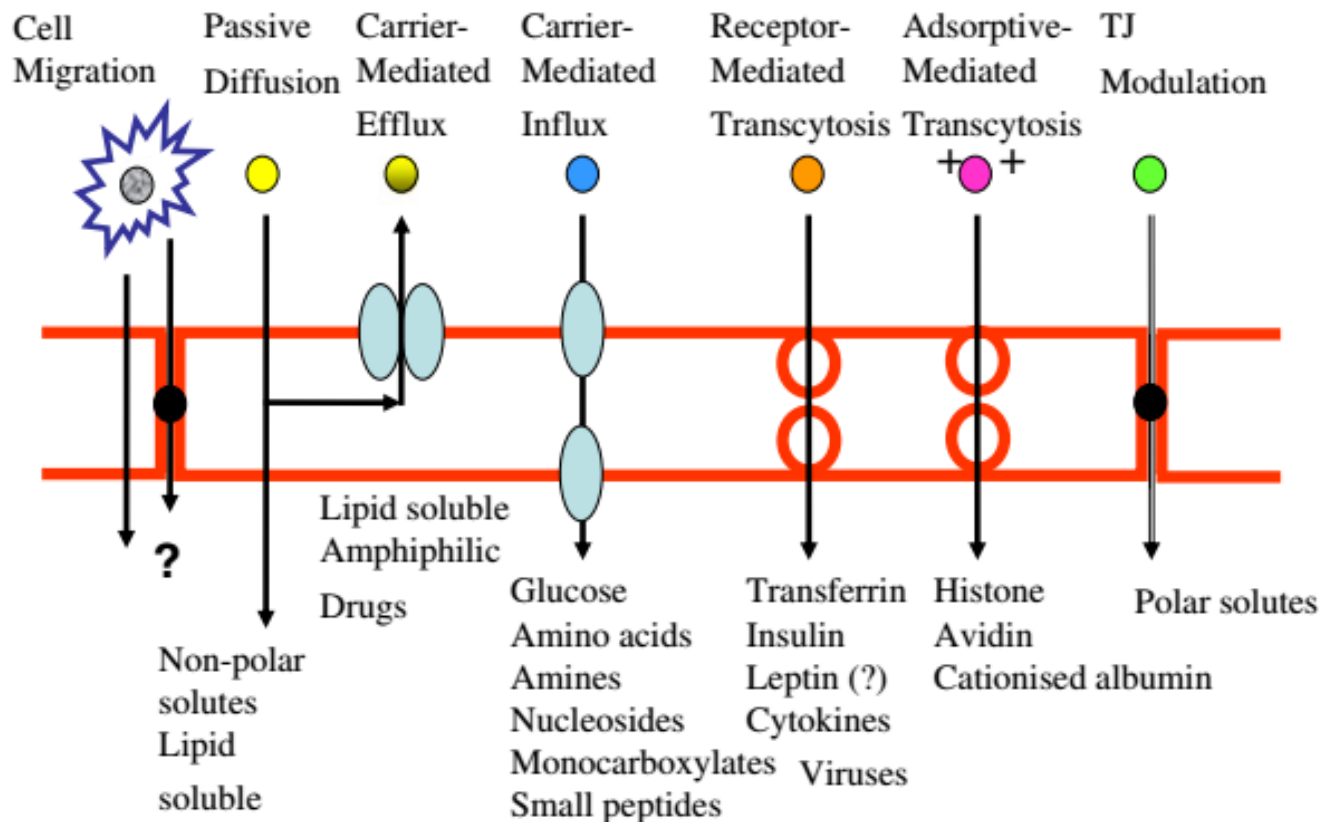 Cell
Migration
Passive
Diffusion
Carrier-
Mediated
Efflux
Carrier-
Mediated
Influx
Receptor-
Mediated
Transcytosis
Adsorptive-
Mediated
Transcytosis
TJ
Modulation
+ +
?
Non-polar
solutes
Lipid
soluble
Lipid soluble
Amphiphilic
Drugs
Glucose
Amino acids
Amines
Nucleosides
Monocarboxylates
Small peptides
Transferrin
Insulin
Leptin (?)
Cytokines
Viruses
Histone
Avidin
Cationised albumin
Polar solutes